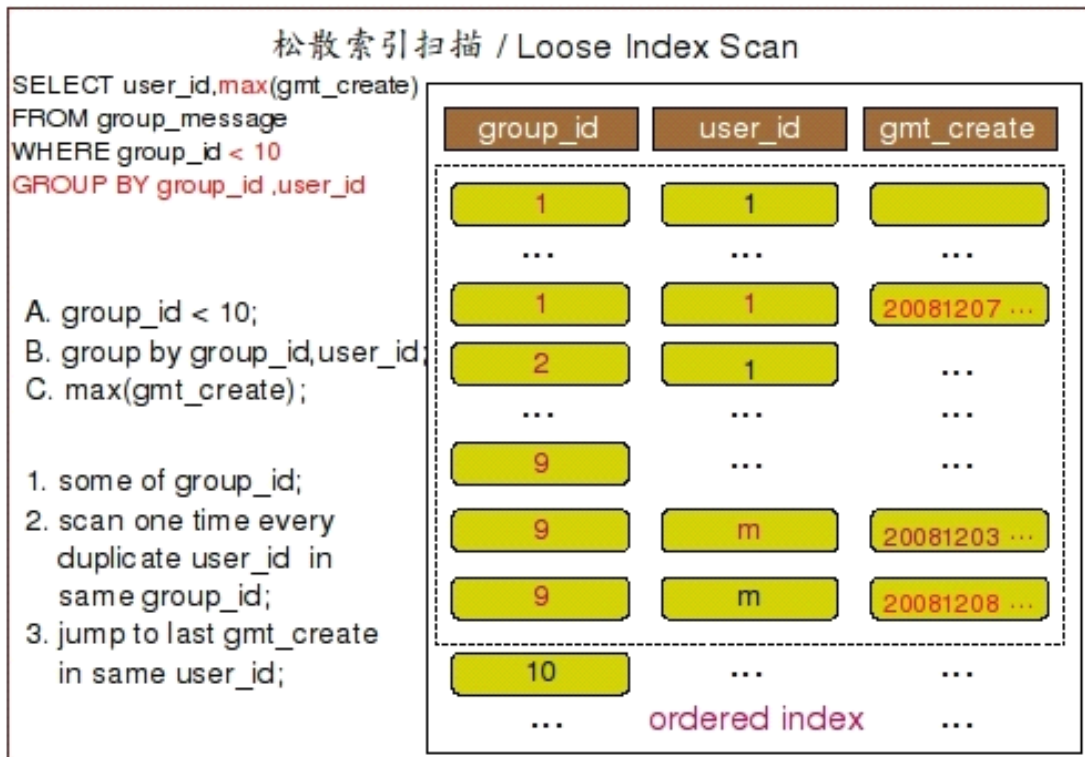 松散索引扫描 / Loose Index Scan
SELECT user_id,max(gmt_create)
FROM group_message
WHERE group_id < 10
GROUP BY group_id ,user_id
A. group_id < 10;
B. group by group_id,user_id;
C. max(gmt_create);
1. some of group_id;
2. scan one time every
duplicate user_id in
same group_id;
3. jump to last gmt_create
in same user_id;
group_id user_id gmt_create
1 1
... ... ...
1 1 20081207 ...
2 1 ...
... ... ...
9 ... ...
9 m 20081203 ...
9 m 20081208 ...
10 ... ...
... ordered index ...